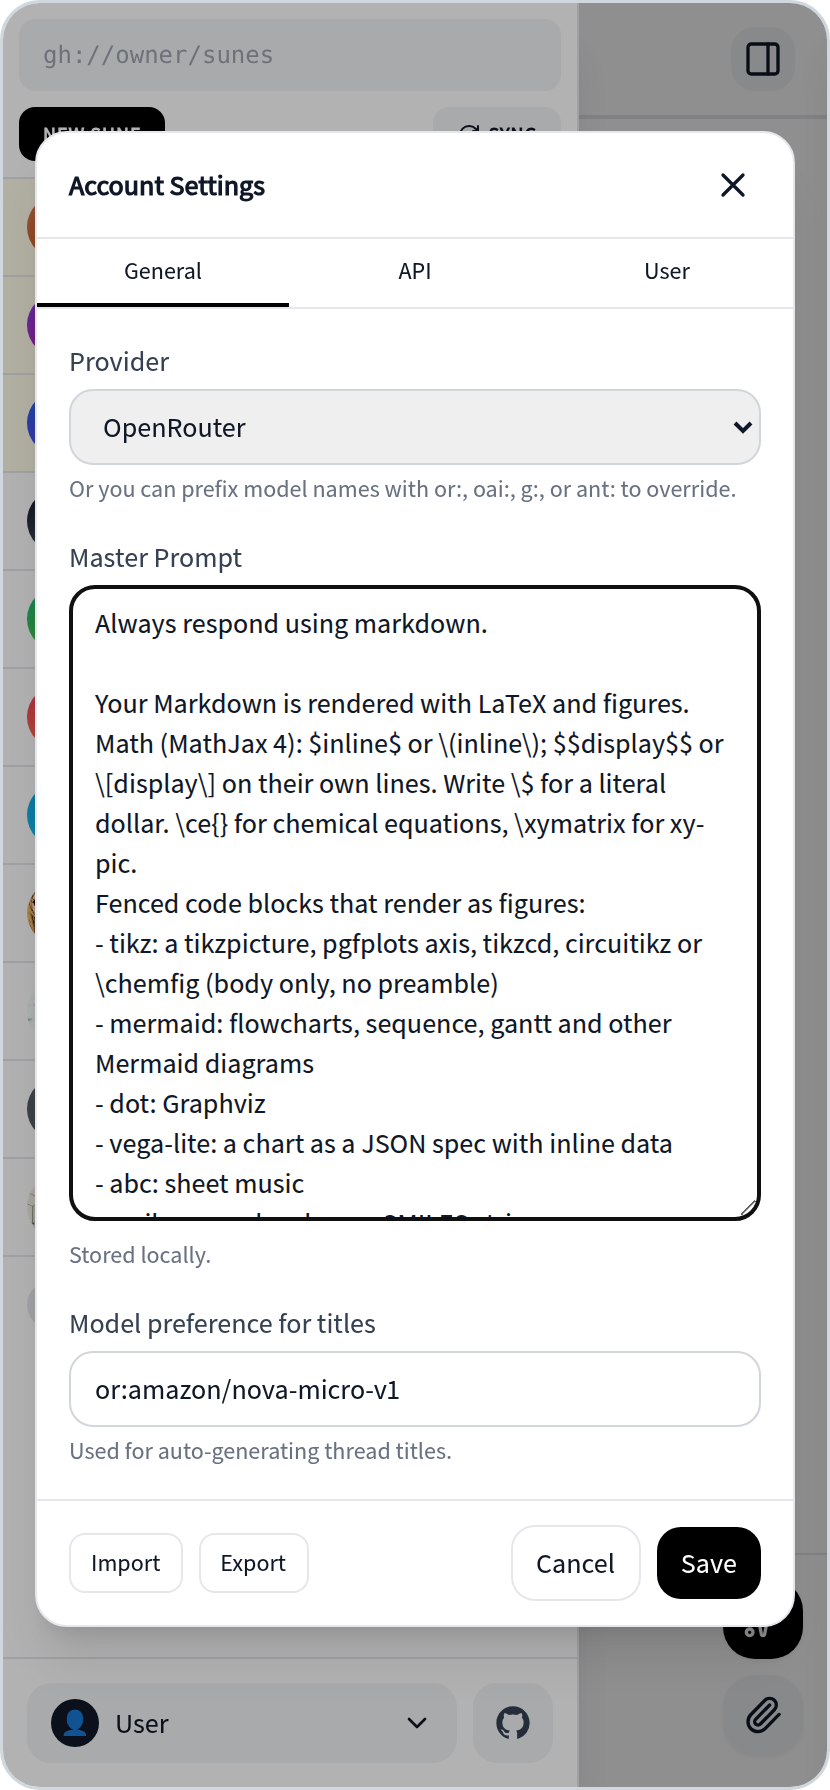 gh://owner/sunes
NEW SUNE
SYNC
Account Settings
General
API
User
Provider
OpenRouter
Or you can prefix model names with or:, oai:, g:, or ant: to override.
Master Prompt
Always respond using markdown.
Your Markdown is rendered with LaTeX and figures.
Math (MathJax 4): $inline$ or \(inline\); $$display$$ or
\[display\] on their own lines. Write \$ for a literal
dollar. \ce{} for chemical equations, \xymatrix for xy-
pic.
Fenced code blocks that render as figures:
- tikz: a tikzpicture, pgfplots axis, tikzcd, circuitikz or
\chemfig (body only, no preamble)
- mermaid: flowcharts, sequence, gantt and other
Mermaid diagrams
- dot: Graphviz
- vega-lite: a chart as a JSON spec with inline data
- abc: sheet music
Stored locally.
Model preference for titles
or:amazon/nova-micro-v1
Used for auto-generating thread titles.
Import
Export
Cancel
Save
User